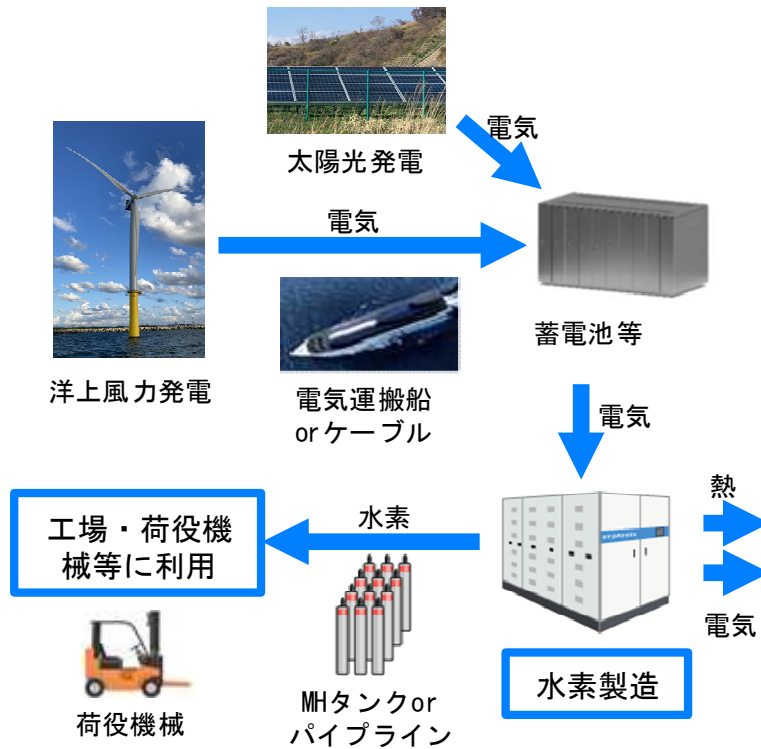 太陽光発電
電気
電気
洋上風力発電
電気運搬船
orケーブル
蓄電池等
電気
工場・荷役機
械等に利用
水素
熱
電気
荷役機械
MHタンクor
パイプライン
水素製造